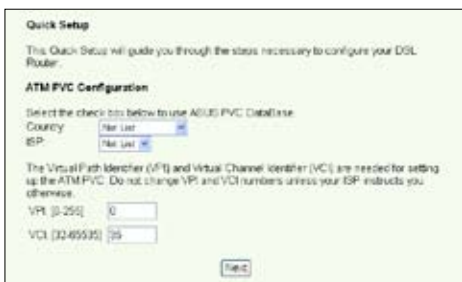 Quick Setup
This Quick Setup will guide you through the steps necessary to configure your DSL
Router.
ATM PVC Configuration
Select the check box below to use ASUS PVC DataBase
Country: Not List
ISP: Not List
The Virtual Path Identifier (VPI) and Virtual Channel Identifier (VCI) are needed for setting
up the ATM PVC. Do not change VPI and VCI numbers unless your ISP instructs you
otherwise.
VPI: [0-255] 0
VCI: [32-65535] 35
Next